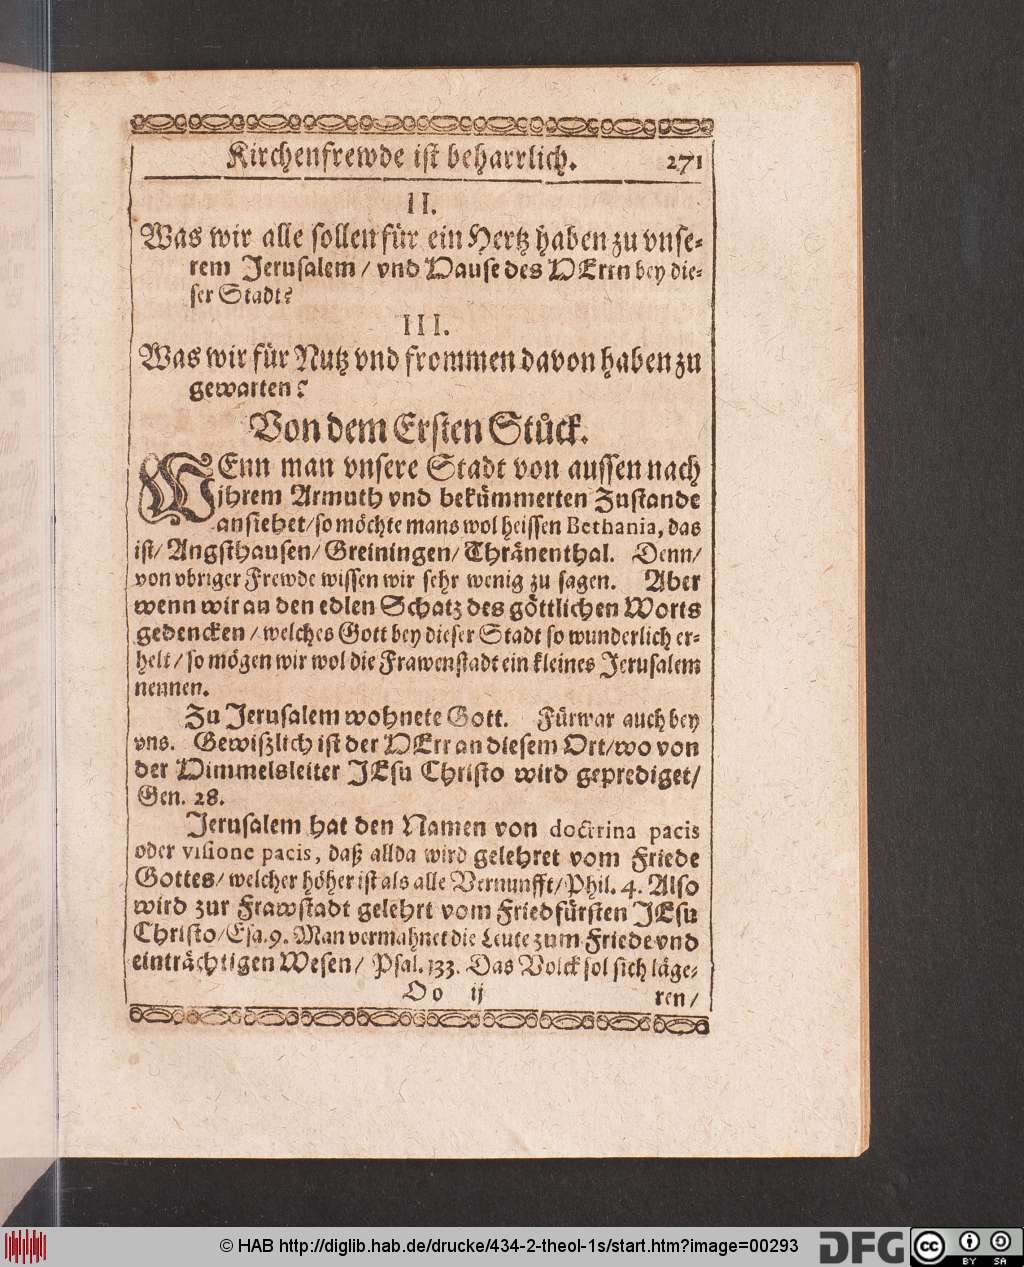 Kirchenfrewde ist beharrlich. 271
II.
Was wir alle sollen für ein Hertz haben zu vnse-
rem Jerusalem / vnd Hause des HErrn bey die-
ser Stadt?
III.
Was wir für Nutz vnd frommen davon haben zu
gewarten?
Von dem Ersten Stück.
WEnn man vnsere Stadt von aussen nach
ihrem Armuth vnd bekümmerten Zustande
ansiehet/ so möchte mans wol heissen Bethania, das
ist/ Angsthausen/ Greiningen/ Thränenthal. Denn/
von vbriger Frewde wissen wir sehr wenig zu sagen. Aber
wenn wir an den edlen Schatz des göttlichen Worts
gedencken / welches Gott bey dieser Stadt so wunderlich er-
helt / so mögen wir wol die Frawenstadt ein kleines Jerusalem
nennen.
Zu Jerusalem wohnete Gott. Fürwar auch bey
vns. Gewißlich ist der HErr an diesem Ort/ wo von
der Himmelsleiter JEsu Christo wird geprediget/
Gen. 28.
Jerusalem hat den Namen von doctrina pacis
oder visione pacis, daß allda wird gelehret vom Friede
Gottes/ welcher höher ist als alle Vernunfft/ Phil. 4. Also
wird zur Frawstadt gelehrt vom Friedfürsten JEsu
Christo/ Esa. 9. Man vermahnet die Leute zum Friede vnd
einträchtigen Wesen/ Psal. 133. Das Volck sol sich läge-
Oo ij ren/
© HAB http://diglib.hab.de/drucke/434-2-theol-1s/start.htm?image=00293 DFG cc BY SA